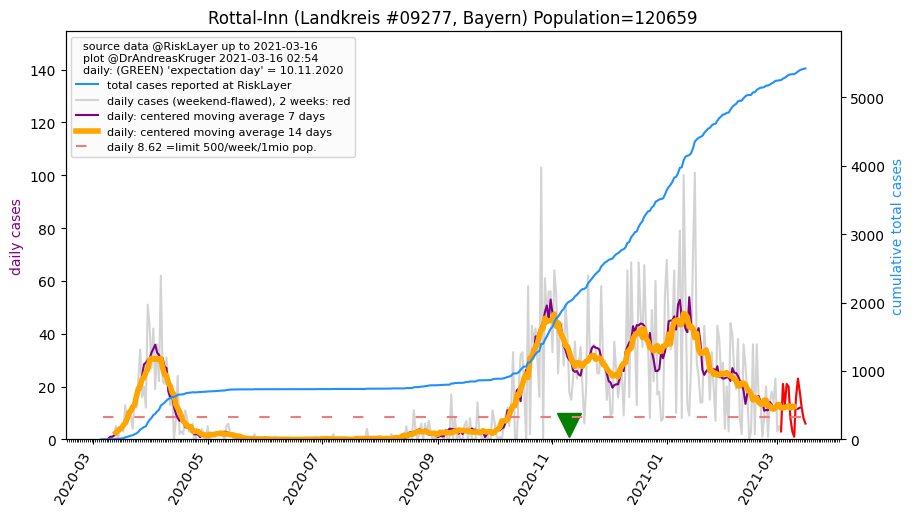 Rottal-Inn (Landkreis #09277, Bayern) Population=120659
source data @RiskLayer up to 2021-03-16
plot @DrAndreasKruger 2021-03-16 02:54
daily: (GREEN) 'expectation day' = 10.11.2020
total cases reported at RiskLayer
daily cases (weekend-flawed), 2 weeks: red
daily: centered moving average 7 days
daily: centered moving average 14 days
daily 8.62 =limit 500/week/1mio pop.
daily cases
140
120
100
80
60
40
20
0
cumulative total cases
5000
4000
3000
2000
1000
0
2020-03
2020-05
2020-07
2020-09
2020-11
2021-01
2021-03